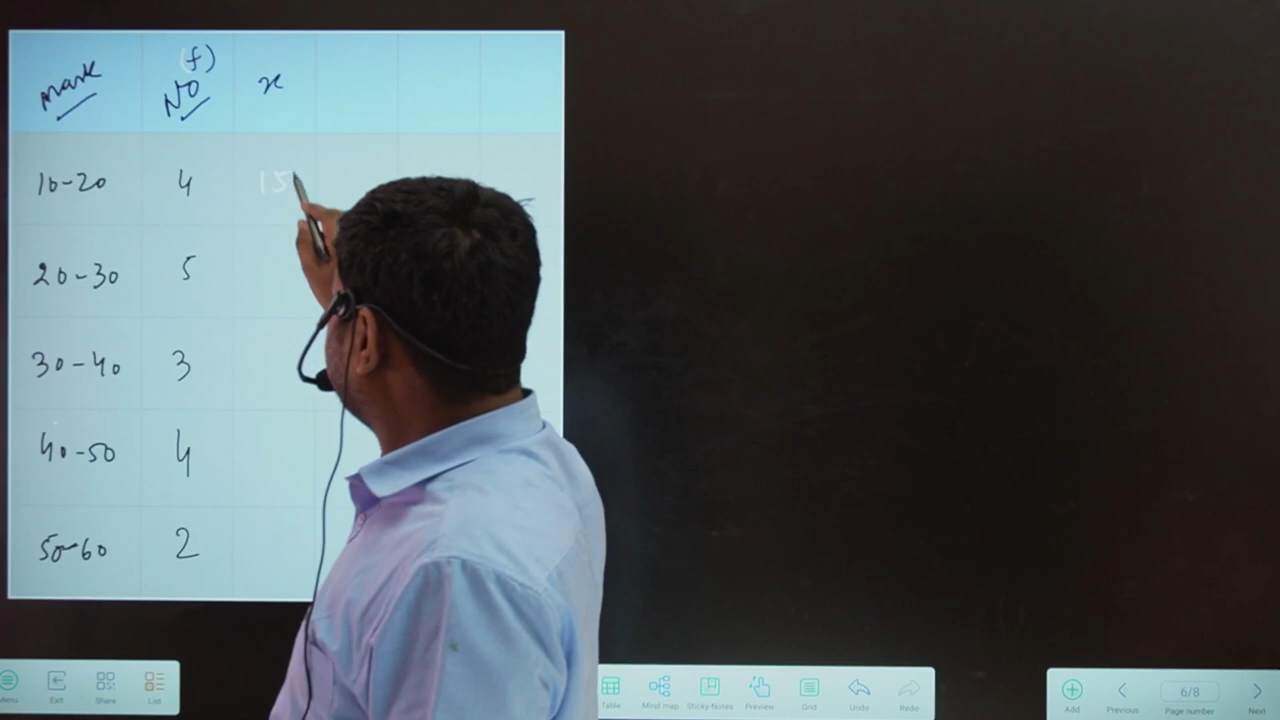 Mark (f) NO x
10-20 4 15
20-30 5
30-40 3
40-50 4
50-60 2
Menu Exit Share List Table Mind map Sticky-Notes Preview Grid Undo Redo Add Previous 6/8 Page number Next